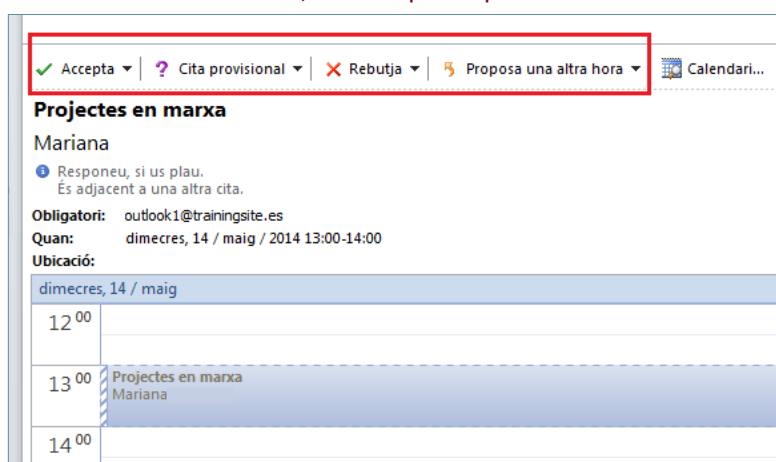 Accepta ? Cita provisional Rebutja Proposa una altra hora Calendari...
Projectes en marxa
Mariana
Responeu, si us plau.
És adjacent a una altra cita.
Obligatori: outlook1@trainingsite.es
Quan: dimecres, 14 / maig / 2014 13:00-14:00
Ubicació:
dimecres, 14 / maig
12 00
13 00 Projectes en marxa
Mariana
14 00